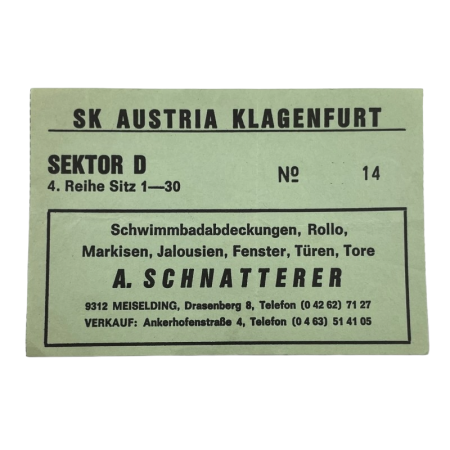 SK AUSTRIA KLAGENFURT
SEKTOR D
4. Reihe Sitz 1—30
Nº 14
Schwimmbadabdeckungen, Rollo,
Markisen, Jalousien, Fenster, Türen, Tore
A. SCHNATTERER
9312 MEISELDING, Drasenberg 8, Telefon (0 42 62) 71 27
VERKAUF: Ankerhofenstraße 4, Telefon (0 4 63) 51 41 05